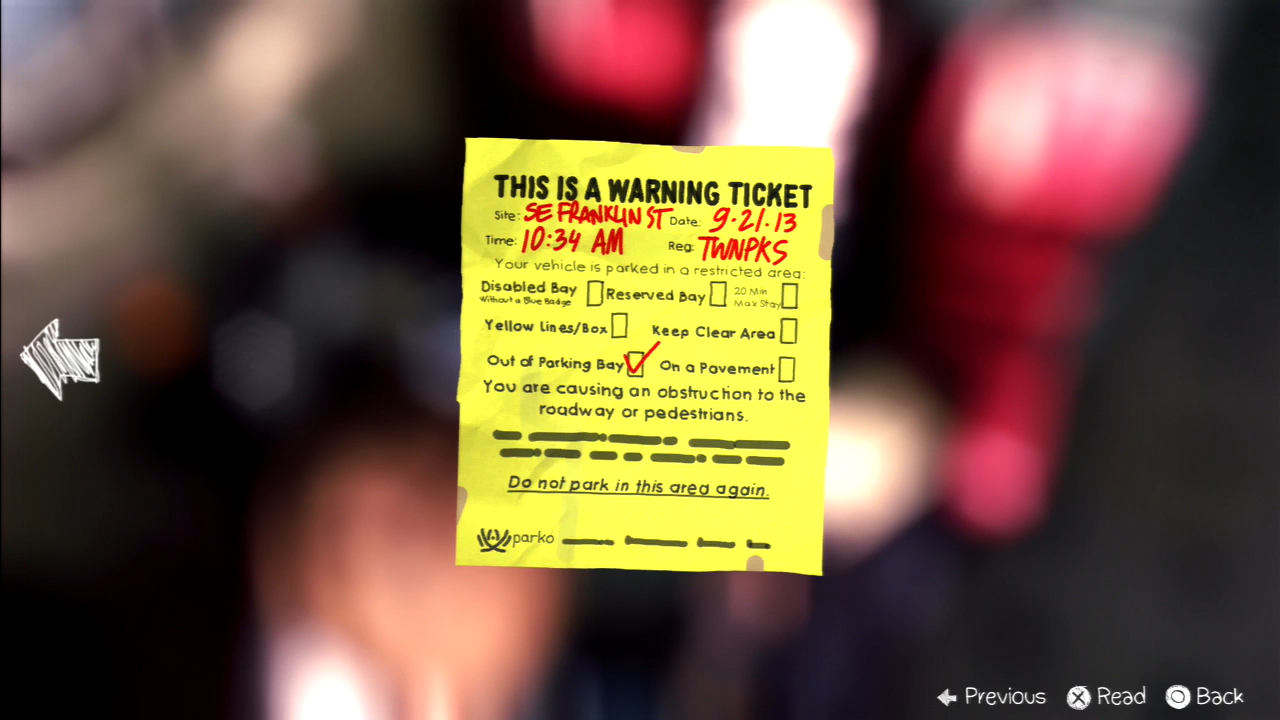 THIS IS A WARNING TICKET
Site: SE FRANKLIN ST Date: 9.21.13
Time: 10:34 AM Reg: TWNPKS
Your vehicle is parked in a restricted area:
Disabled Bay Reserved Bay 20 Min
Without a Blue Badge Max Stay
Yellow Lines/Box Keep Clear Area
Out of Parking Bay On a Pavement
You are causing an obstruction to the
roadway or pedestrians.
Do not park in this area again.
parko
Previous Read Back